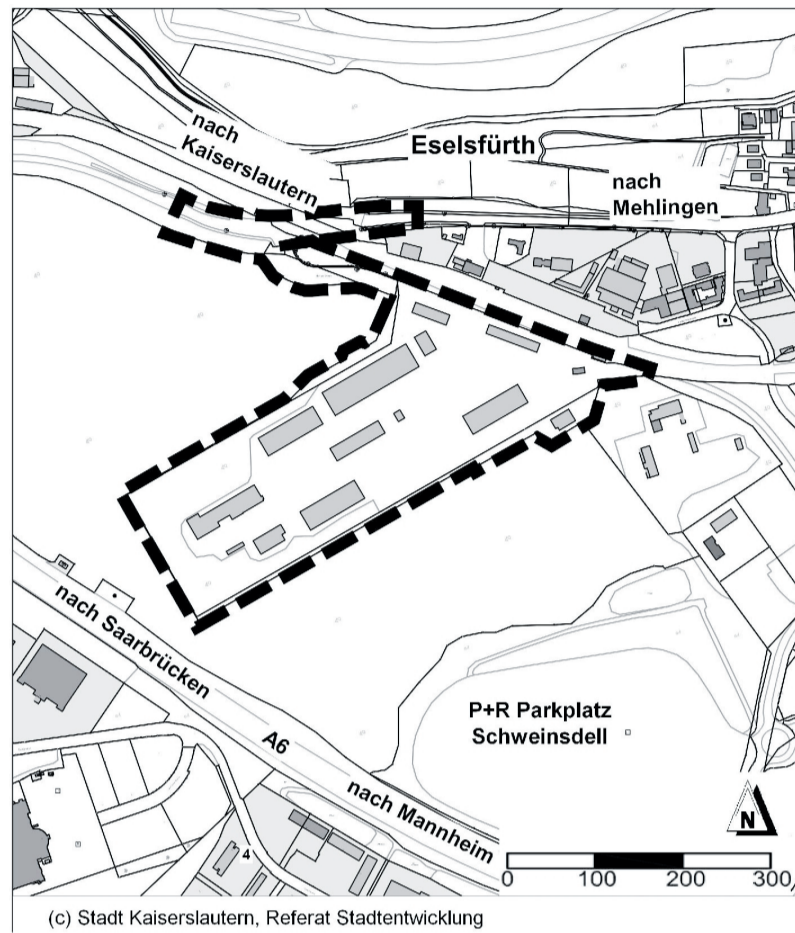 nach
Kaiserslautern
Eselsfürth
nach
Mehlingen
nach Saarbrücken
A6
nach Mannheim
P+R Parkplatz
Schweinsdell
4
N
0 100 200 300
(c) Stadt Kaiserslautern, Referat Stadtentwicklung